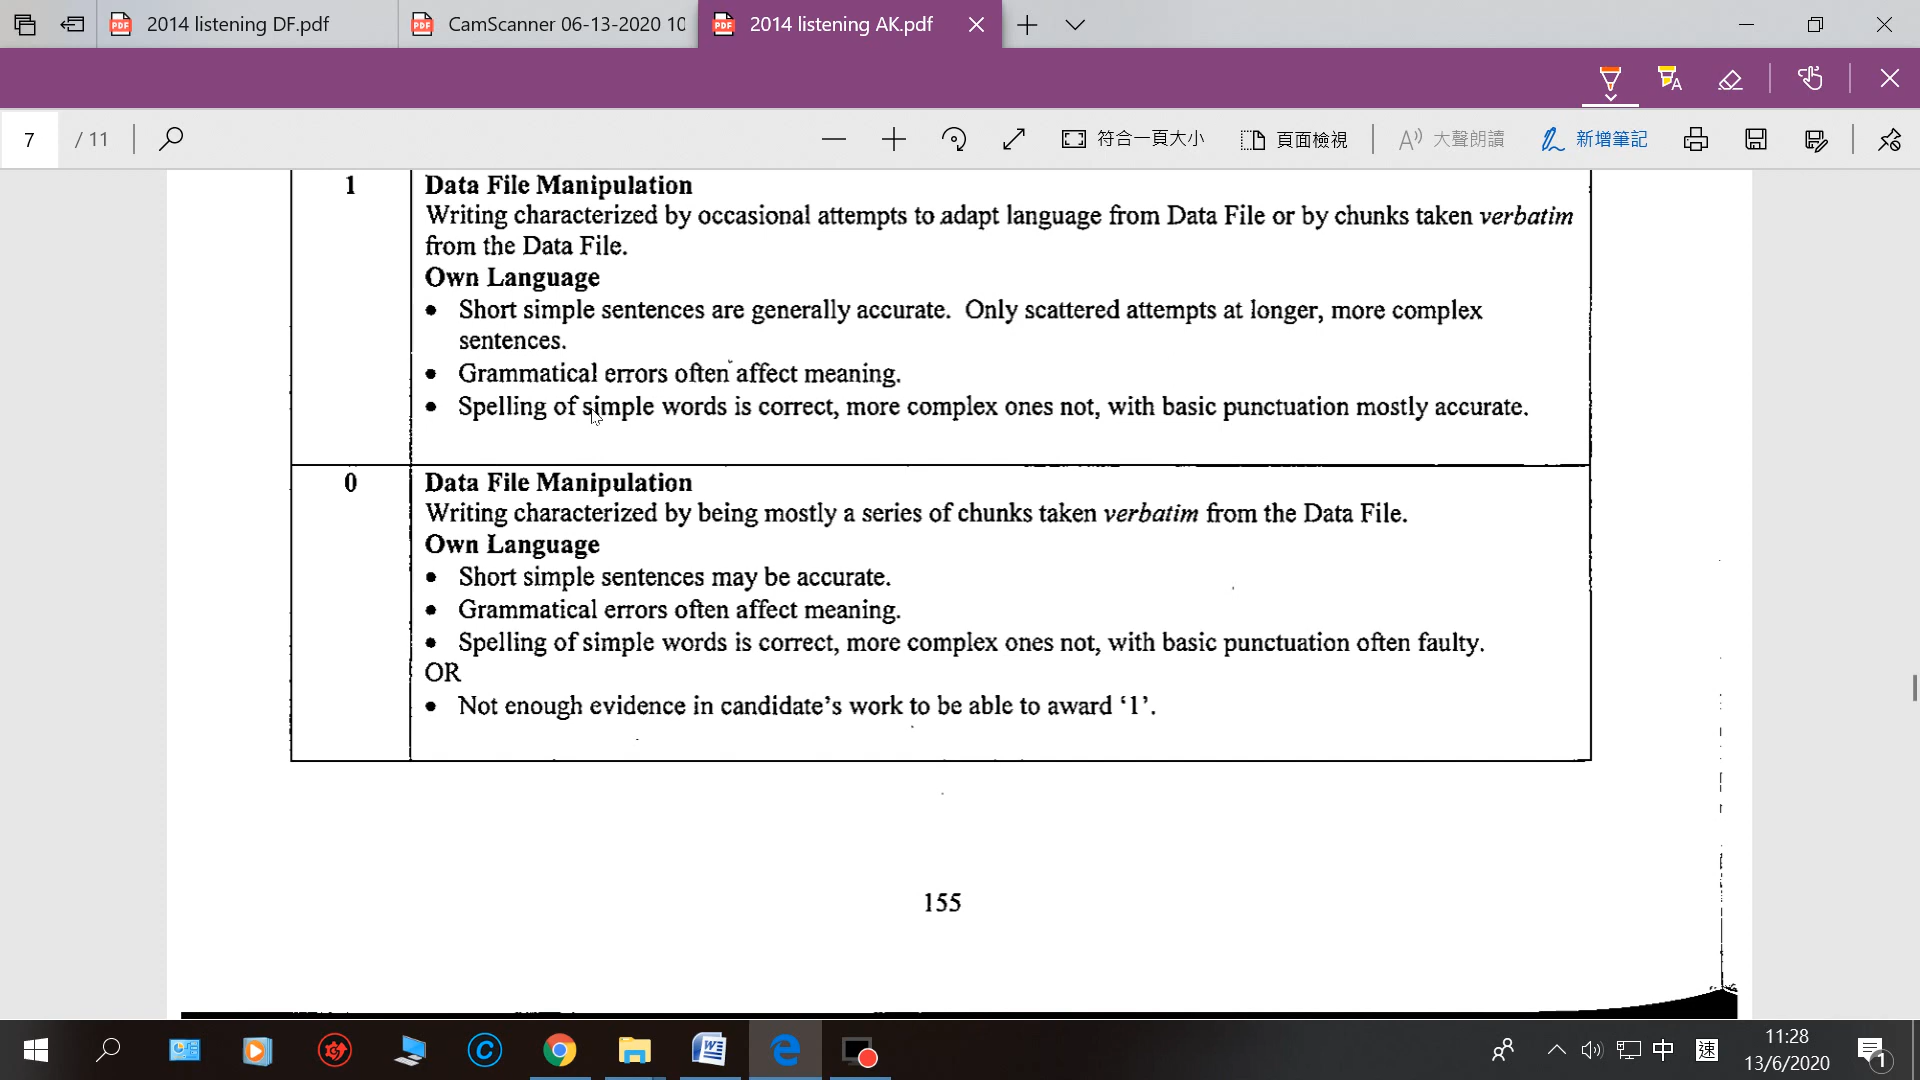 2014 listening DF.pdf
CamScanner 06-13-2020 10
2014 listening AK.pdf
7 / 11
符合一頁大小
頁面檢視
大聲朗讀
新增筆記
1
Data File Manipulation
Writing characterized by occasional attempts to adapt language from Data File or by chunks taken verbatim
from the Data File.
Own Language
• Short simple sentences are generally accurate. Only scattered attempts at longer, more complex
sentences.
• Grammatical errors often affect meaning.
• Spelling of simple words is correct, more complex ones not, with basic punctuation mostly accurate.
0
Data File Manipulation
Writing characterized by being mostly a series of chunks taken verbatim from the Data File.
Own Language
• Short simple sentences may be accurate.
• Grammatical errors often affect meaning.
• Spelling of simple words is correct, more complex ones not, with basic punctuation often faulty.
OR
• Not enough evidence in candidate's work to be able to award '1'.
155
中
速
11:28
13/6/2020
1